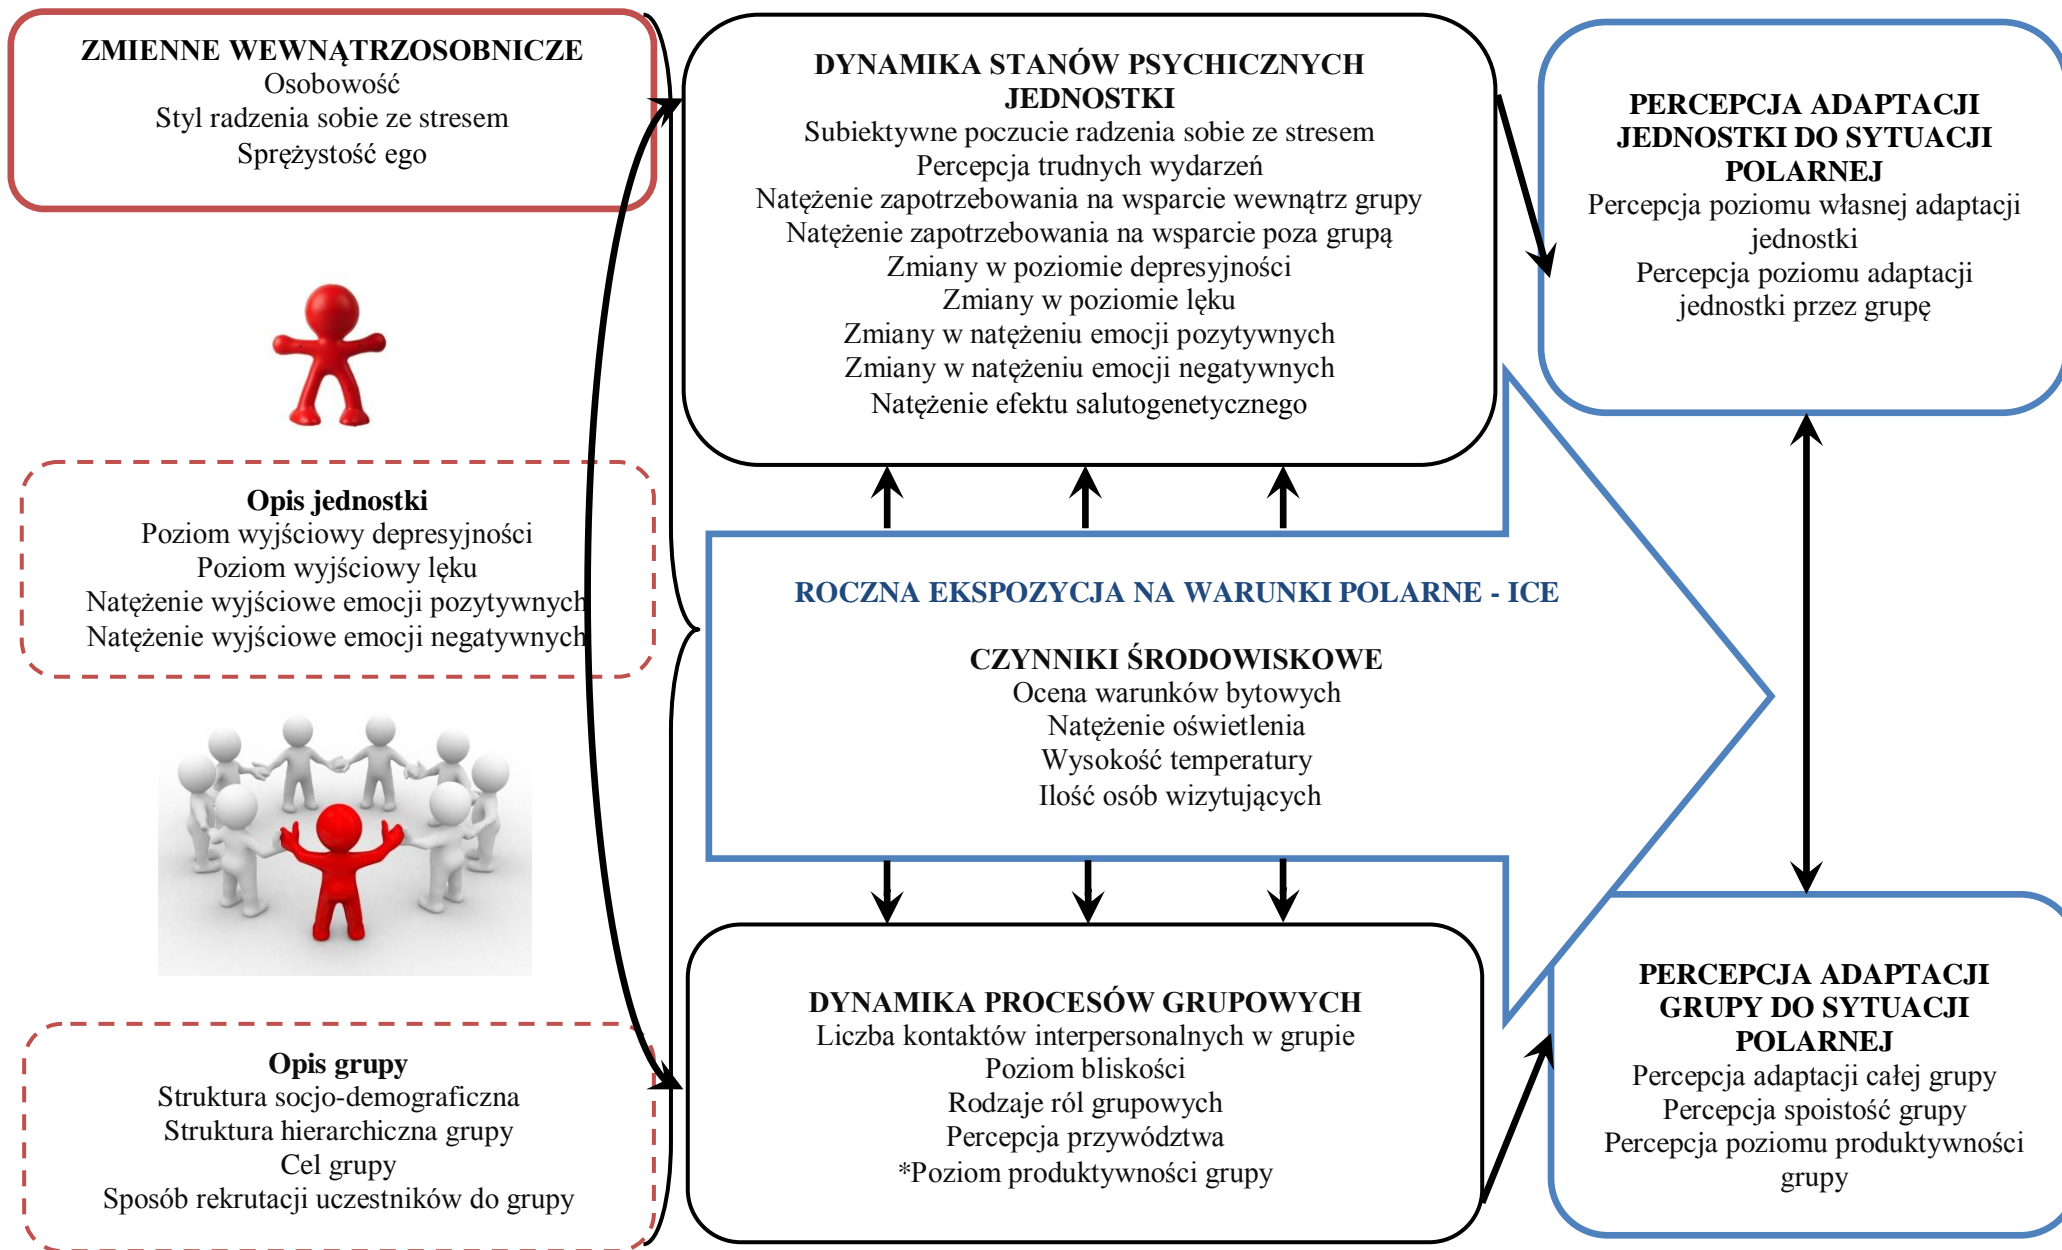 ZMIENNE WEWNĄTRZOSOBNICZE
Osobowość
Styl radzenia sobie ze stresem
Sprężystość ego
Opis jednostki
Poziom wyjściowy depresyjności
Poziom wyjściowy lęku
Natężenie wyjściowe emocji pozytywnych
Natężenie wyjściowe emocji negatywnych
Opis grupy
Struktura socjo-demograficzna
Struktura hierarchiczna grupy
Cel grupy
Sposób rekrutacji uczestników do grupy
DYNAMIKA STANÓW PSYCHICZNYCH
JEDNOSTKI
Subiektywne poczucie radzenia sobie ze stresem
Percepcja trudnych wydarzeń
Natężenie zapotrzebowania na wsparcie wewnątrz grupy
Natężenie zapotrzebowania na wsparcie poza grupą
Zmiany w poziomie depresyjności
Zmiany w poziomie lęku
Zmiany w natężeniu emocji pozytywnych
Zmiany w natężeniu emocji negatywnych
Natężenie efektu salutogenetycznego
ROCZNA EKSPOZYCJA NA WARUNKI POLARNE - ICE
CZYNNIKI ŚRODOWISKOWE
Ocena warunków bytowych
Natężenie oświetlenia
Wysokość temperatury
Ilość osób wizytujących
DYNAMIKA PROCESÓW GRUPOWYCH
Liczba kontaktów interpersonalnych w grupie
Poziom bliskości
Rodzaje ról grupowych
Percepcja przywództwa
*Poziom produktywności grupy
PERCEPCJA ADAPTACJI
JEDNOSTKI DO SYTUACJI
POLARNEJ
Percepcja poziomu własnej adaptacji
jednostki
Percepcja poziomu adaptacji
jednostki przez grupę
PERCEPCJA ADAPTACJI
GRUPY DO SYTUACJI
POLARNEJ
Percepcja adaptacji całej grupy
Percepcja spoistość grupy
Percepcja poziomu produktywności
grupy